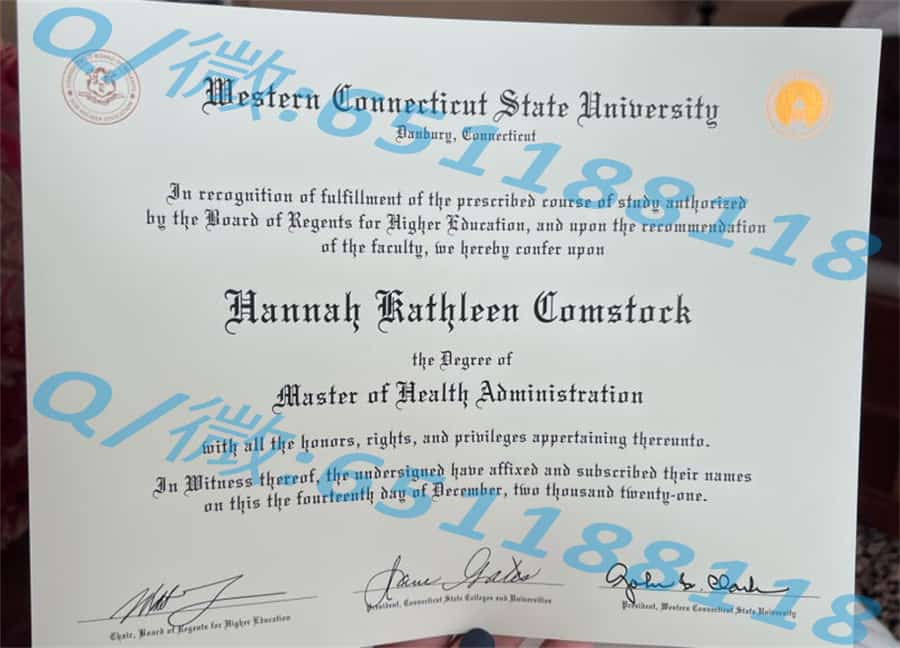 Western Connecticut State University
Danbury, Connecticut
In recognition of fulfillment of the prescribed course of study authorized
by the Board of Regents for Higher Education, and upon the recommendation
of the faculty, we hereby confer upon
Hannah Kathleen Comstock
the Degree of
Master of Health Administration
with all the honors, rights, and privileges appertaining thereunto.
In Witness thereof, the undersigned have affixed and subscribed their names
on this the fourteenth day of December, two thousand twenty-one.
Jane Gates
John B. Clark
Chair, Board of Regents for Higher Education
President, Connecticut State Colleges and Universities
President, Western Connecticut State University
Q/微:651188118
Q/微:651188118